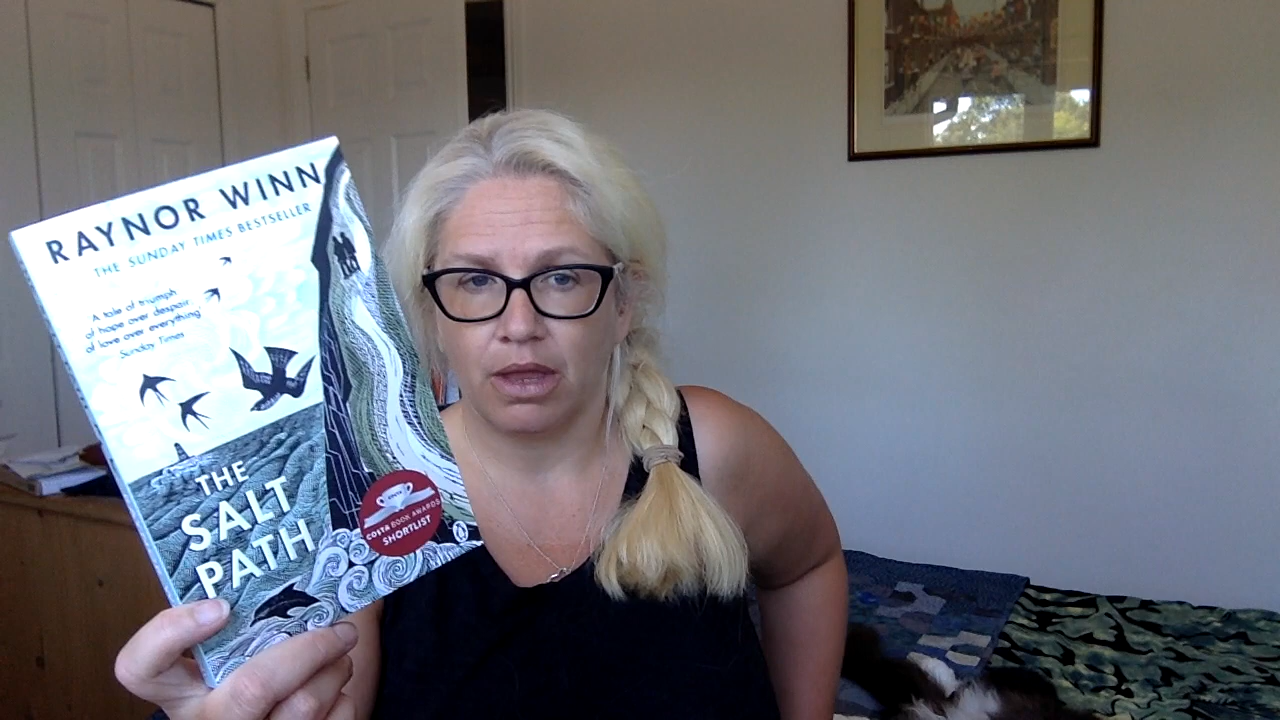 RAYNOR WINN
THE SUNDAY TIMES BESTSELLER
A tale of triumph
of hope over despair
of love over everything'
Sunday Times
THE
SALT
PATH
COSTA
COSTA BOOK AWARDS
SHORTLIST